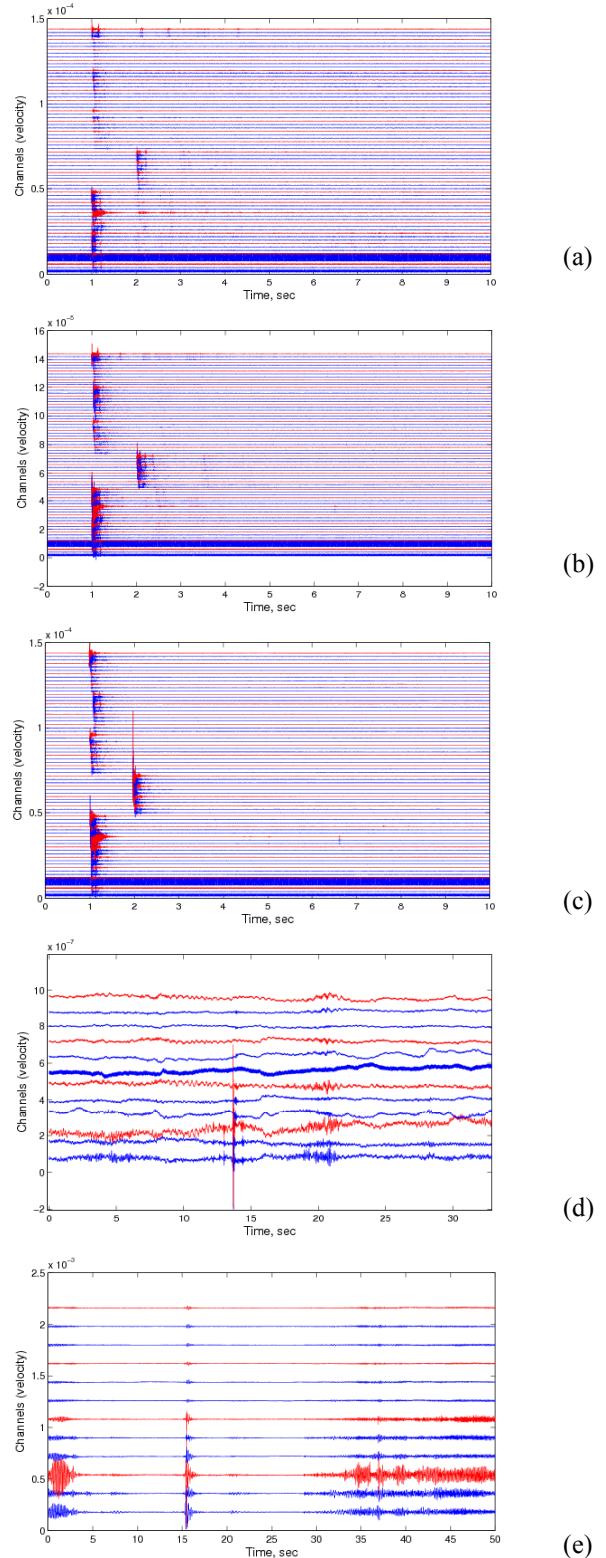 x 10⁻⁴
1.5
1
0.5
0
Channels (velocity)
0 1 2 3 4 5 6 7 8 9 10
Time, sec
(a)
x 10⁻⁵
16
14
12
10
8
6
4
2
0
−2
Channels (velocity)
0 1 2 3 4 5 6 7 8 9 10
Time, sec
(b)
x 10⁻⁴
1.5
1
0.5
0
Channels (velocity)
0 1 2 3 4 5 6 7 8 9 10
Time, sec
(c)
x 10⁻⁷
10
8
6
4
2
0
−2
Channels (velocity)
0 5 10 15 20 25 30
Time, sec
(d)
x 10⁻³
2.5
2
1.5
1
0.5
0
Channels (velocity)
0 5 10 15 20 25 30 35 40 45 50
Time, sec
(e)